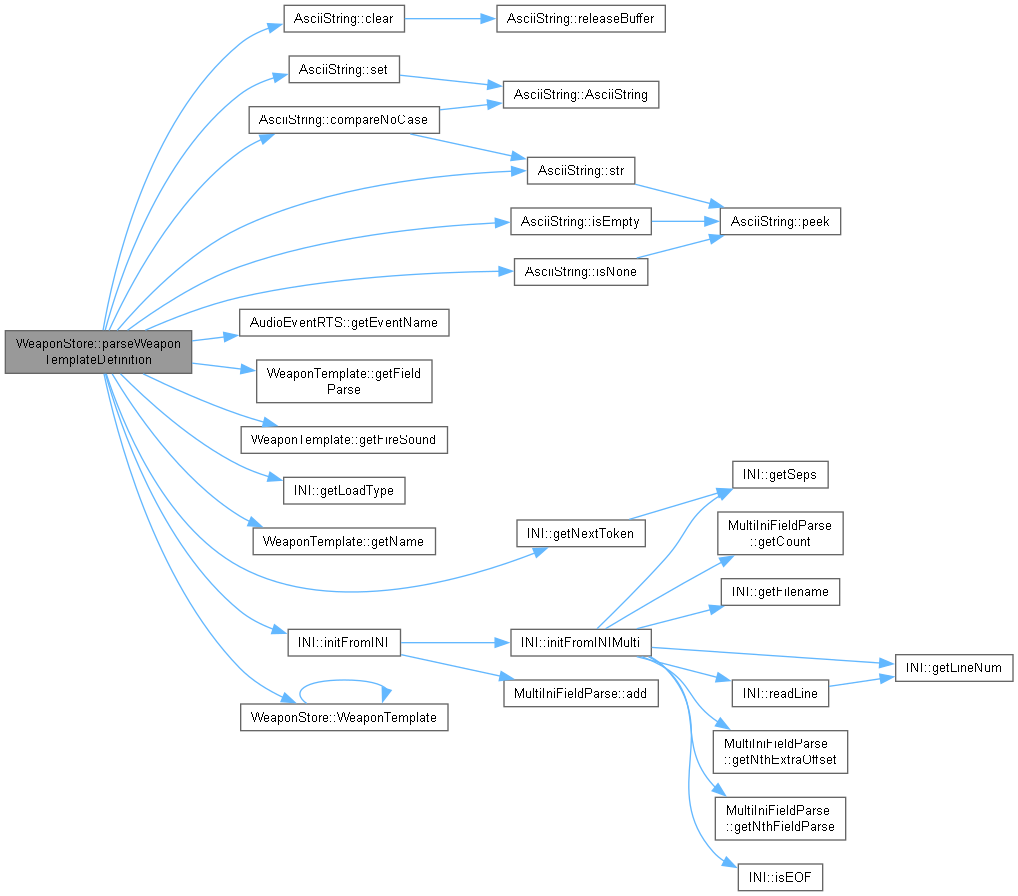 AsciiString::clear
AsciiString::releaseBuffer
AsciiString::set
AsciiString::AsciiString
AsciiString::compareNoCase
AsciiString::str
AsciiString::isEmpty
AsciiString::peek
AsciiString::isNone
AudioEventRTS::getEventName
WeaponStore::parseWeapon
TemplateDefinition
WeaponTemplate::getField
Parse
WeaponTemplate::getFireSound
INI::getSeps
INI::getLoadType
MultiIniFieldParse
::getCount
INI::getNextToken
WeaponTemplate::getName
INI::getFilename
INI::initFromINI
INI::initFromINIMulti
INI::getLineNum
MultiIniFieldParse::add
INI::readLine
WeaponStore::WeaponTemplate
MultiIniFieldParse
::getNthExtraOffset
MultiIniFieldParse
::getNthFieldParse
INI::isEOF